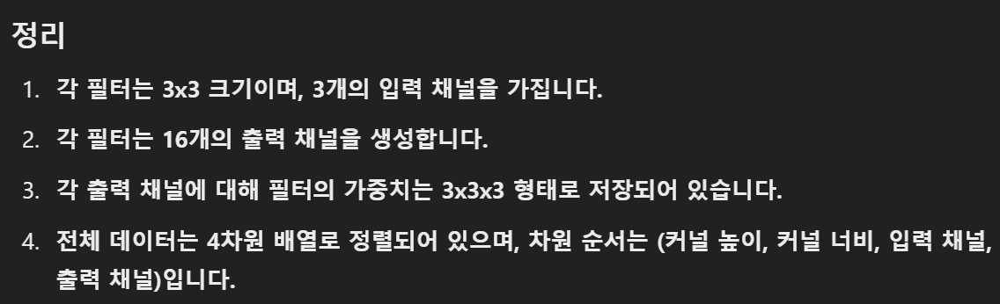 정리
1. 각 필터는 3x3 크기이며, 3개의 입력 채널을 가집니다.
2. 각 필터는 16개의 출력 채널을 생성합니다.
3. 각 출력 채널에 대해 필터의 가중치는 3x3x3 형태로 저장되어 있습니다.
4. 전체 데이터는 4차원 배열로 정렬되어 있으며, 차원 순서는 (커널 높이, 커널 너비, 입력 채널,
출력 채널)입니다.